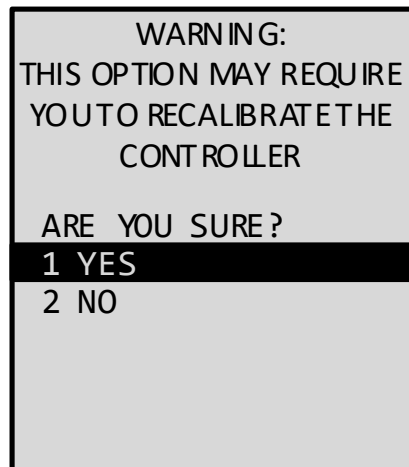 WARNING:
THIS OPTION MAY REQUIRE
YOU TO RECALIBRATE THE
CONTROLLER
ARE YOU SURE?
1 YES
2 NO